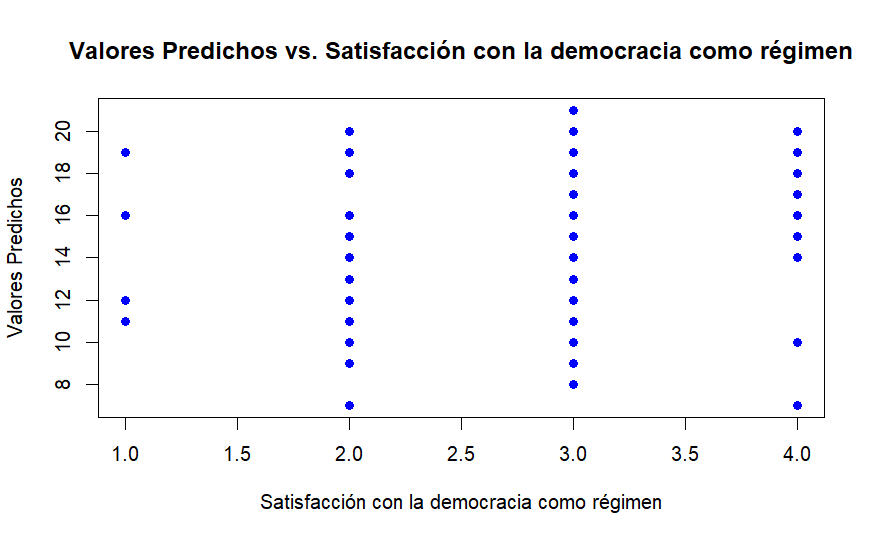 Valores Predichos vs. Satisfacción con la democracia como régimen
Valores Predichos
20
18
16
14
12
10
8
1.0 1.5 2.0 2.5 3.0 3.5 4.0
Satisfacción con la democracia como régimen